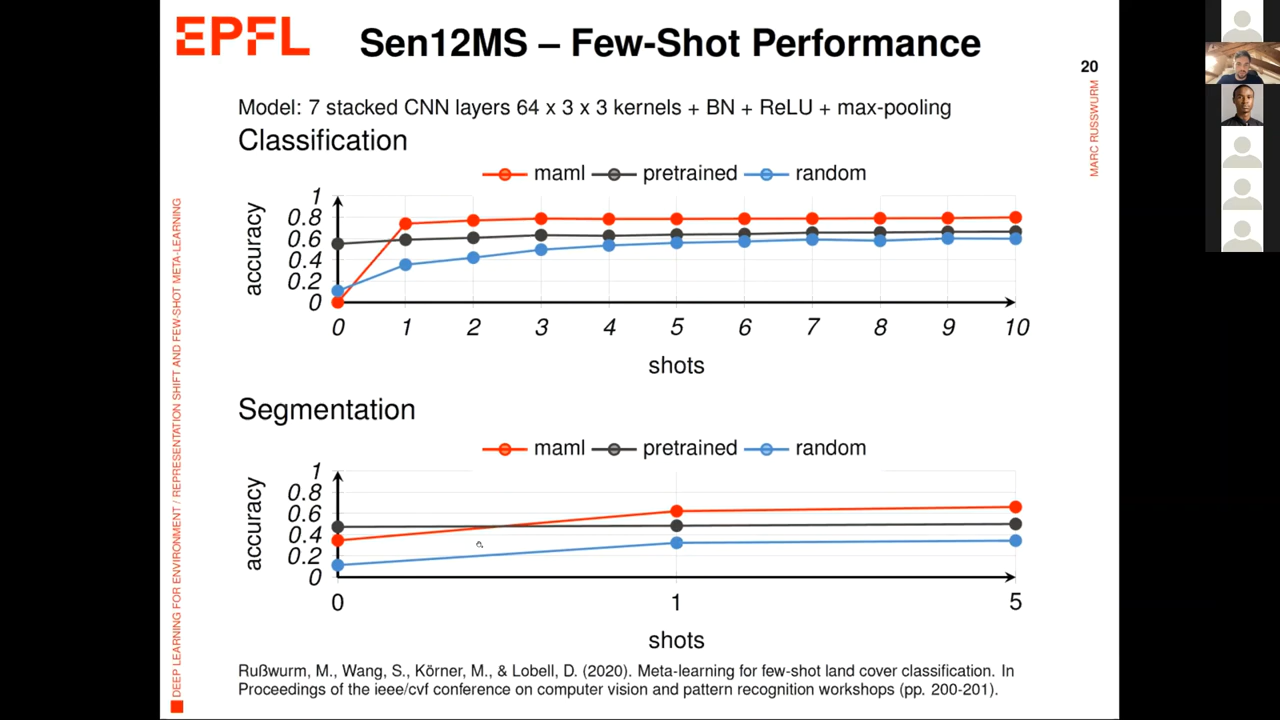 EPFL
Sen12MS – Few-Shot Performance
20
MARC RUSSWURM
DEEP LEARNING FOR ENVIRONMENT / REPRESENTATION SHIFT AND FEW-SHOT META-LEARNING
Model: 7 stacked CNN layers 64 x 3 x 3 kernels + BN + ReLU + max-pooling
Classification
maml pretrained random
accuracy
1
0.8
0.6
0.4
0.2
0
0 1 2 3 4 5 6 7 8 9 10
shots
Segmentation
maml pretrained random
accuracy
1
0.8
0.6
0.4
0.2
0
0 1 5
shots
Rußwurm, M., Wang, S., Körner, M., & Lobell, D. (2020). Meta-learning for few-shot land cover classification. In
Proceedings of the ieee/cvf conference on computer vision and pattern recognition workshops (pp. 200-201).